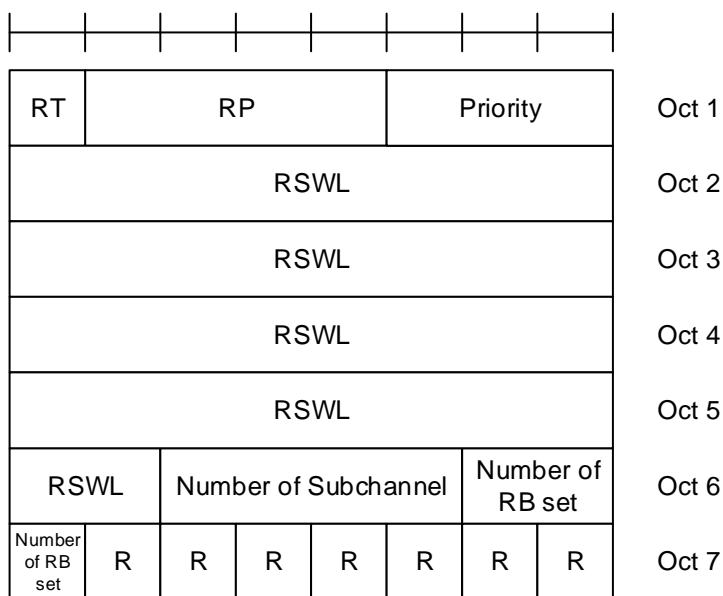 RT RP Priority Oct 1
RSWL Oct 2
RSWL Oct 3
RSWL Oct 4
RSWL Oct 5
RSWL Number of Subchannel Number of RB set Oct 6
Number of RB set R R R R R R R Oct 7